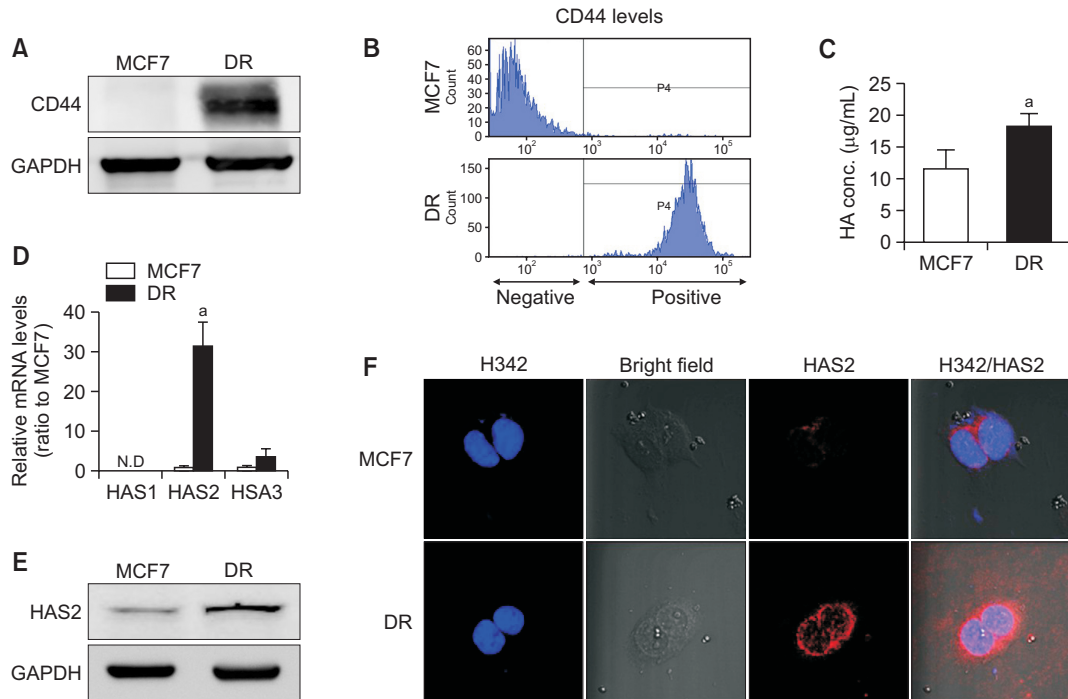 A
MCF7 DR
CD44
GAPDH
B
CD44 levels
MCF7
Count
60
50
40
30
20
10
0
10² 10³ 10⁴ 10⁵
P4
DR
Count
150
100
50
0
10² 10³ 10⁴ 10⁵
P4
Negative Positive
C
HA conc. (μg/mL)
25
20
15
10
5
0
a
MCF7 DR
D
MCF7
DR
Relative mRNA levels
(ratio to MCF7)
40
30
20
10
0
N.D
a
HAS1 HAS2 HSA3
E
MCF7 DR
HAS2
GAPDH
F
H342 Bright field HAS2 H342/HAS2
MCF7
DR